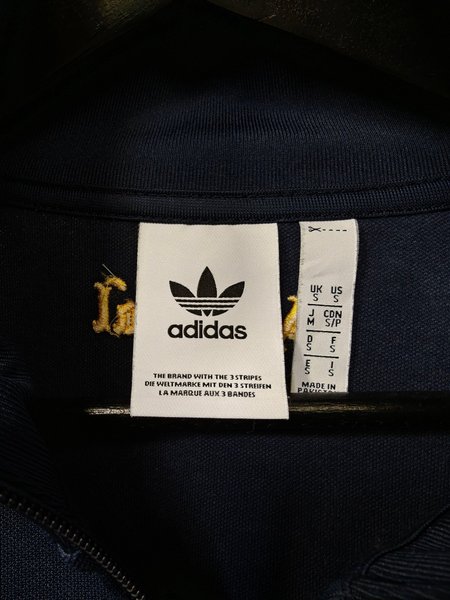 adidas
THE BRAND WITH THE 3 STRIPES
DIE WELTMARKE MIT DEN 3 STREIFEN
LA MARQUE AUX 3 BANDES
UK US
S S
J CDN
M S/P
D F
S S
E I
S S
MADE IN